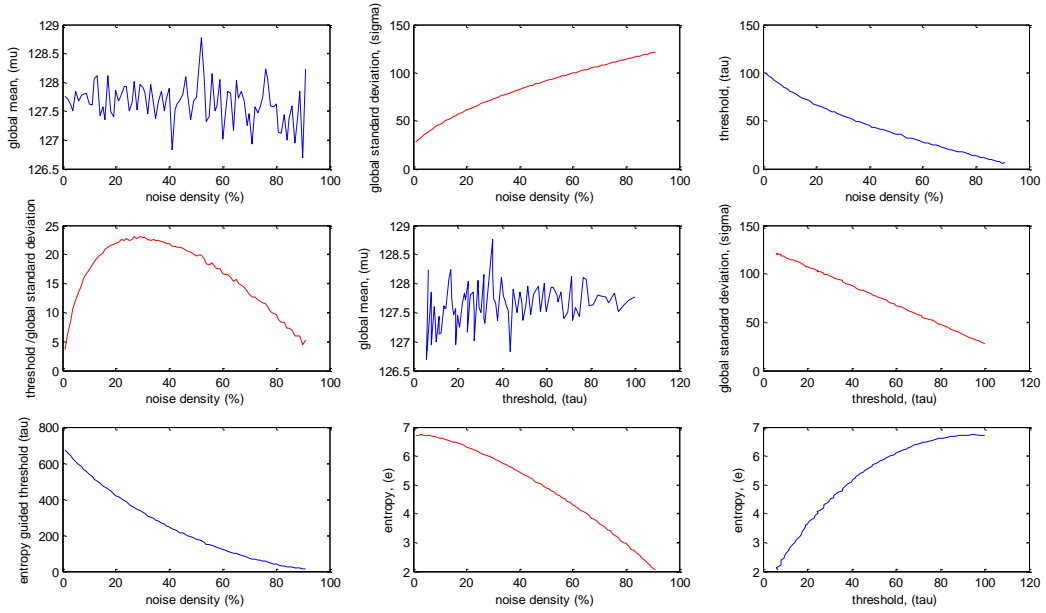 129
128.5
128
127.5
127
126.5
0 20 40 60 80 100
global mean, (mu)
noise density (%)
150
100
50
0
0 20 40 60 80 100
global standard deviation, (sigma)
noise density (%)
150
100
50
0
0 20 40 60 80 100
threshold, (tau)
noise density (%)
25
20
15
10
5
0
0 20 40 60 80 100
threshold /global standard deviation
noise density (%)
129
128.5
128
127.5
127
126.5
0 20 40 60 80 100 120
global mean, (mu)
threshold, (tau)
150
100
50
0
0 20 40 60 80 100 120
global standard deviation, (sigma)
threshold, (tau)
800
600
400
200
0
0 20 40 60 80 100
entropy guided threshold (tau)
noise density (%)
7
6
5
4
3
2
0 20 40 60 80 100
entropy, (e)
noise density (%)
7
6
5
4
3
2
0 20 40 60 80 100 120
entropy, (e)
threshold, (tau)